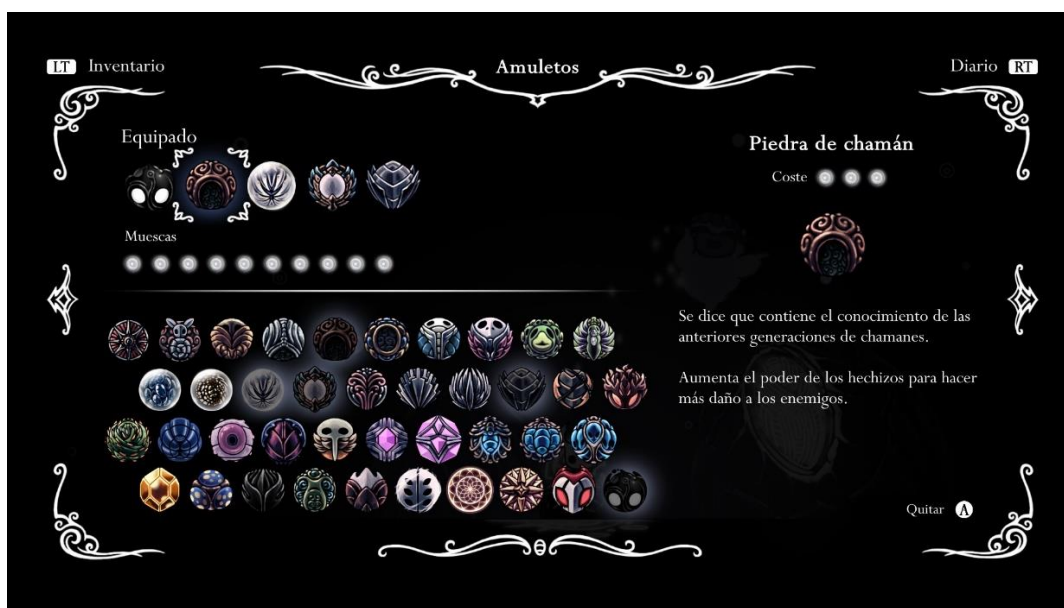 LT Inventario
Amuletos
Diario RT
Equipado
Muescas
Piedra de chamán
Coste
Se dice que contiene el conocimiento de las
anteriores generaciones de chamanes.
Aumenta el poder de los hechizos para hacer
más daño a los enemigos.
Quitar A